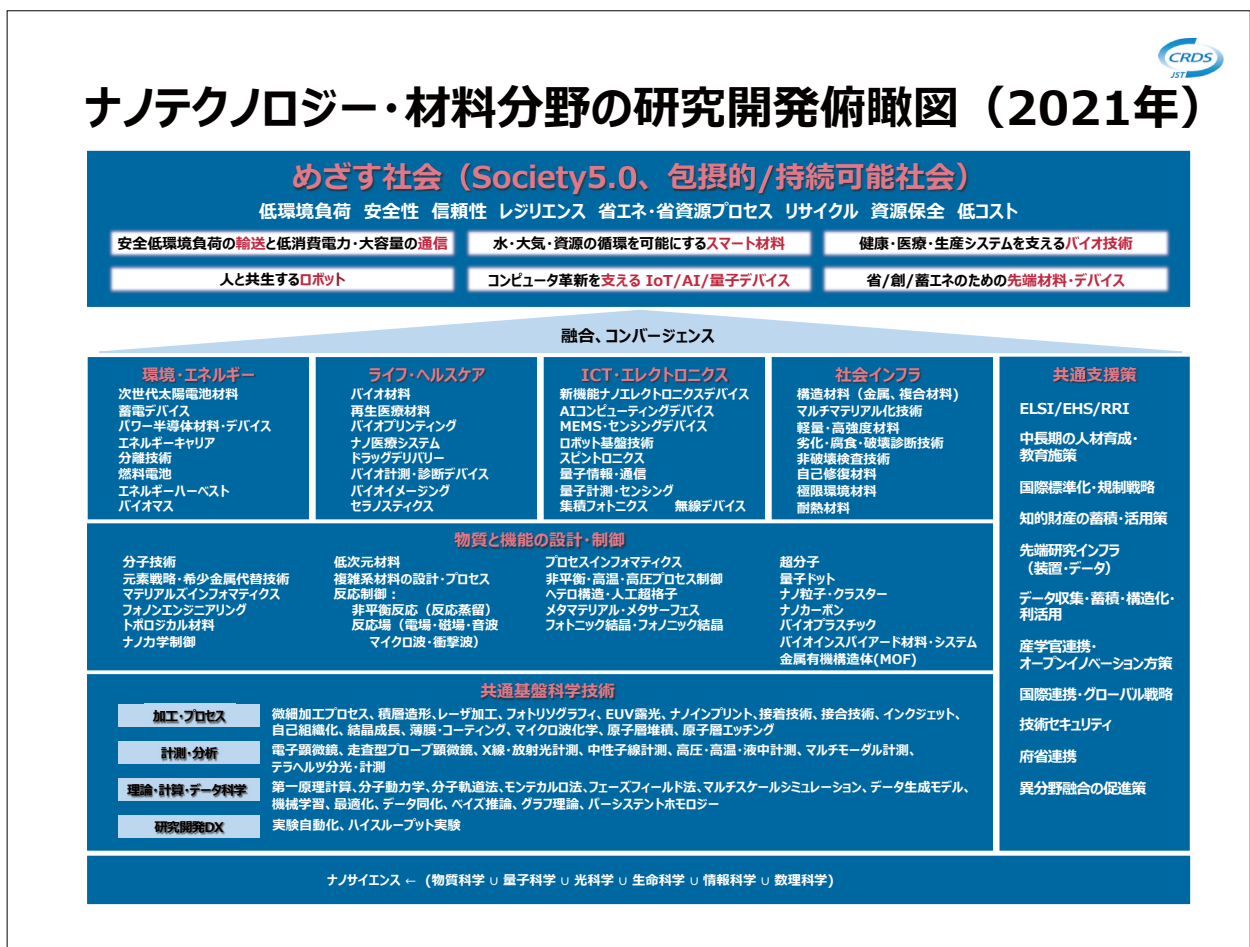 CRDS
JST
ナノテクノロジー・材料分野の研究開発俯瞰図（2021年）
めざす社会（Society5.0、包摂的/持続可能社会）
低環境負荷 安全性 信頼性 レジリエンス 省エネ・省資源プロセス リサイクル 資源保全 低コスト
安全低環境負荷の輸送と低消費電力・大容量の通信
水・大気・資源の循環を可能にするスマート材料
健康・医療・生産システムを支えるバイオ技術
人と共生するロボット
コンピュータ革新を支える IoT/AI/量子デバイス
省/創/蓄エネのための先端材料・デバイス
融合、コンバージェンス
環境・エネルギー
次世代太陽電池材料
蓄電デバイス
パワー半導体材料・デバイス
エネルギーキャリア
分離技術
燃料電池
エネルギーハーベスト
バイオマス
ライフ・ヘルスケア
バイオ材料
再生医療材料
バイオプリンティング
ナノ医療システム
ドラッグデリバリー
バイオ計測・診断デバイス
バイオイメージング
セラノスティクス
ICT・エレクトロニクス
新機能ナノエレクトロニクスデバイス
AIコンピューティングデバイス
MEMS・センシングデバイス
ロボット基盤技術
スピントロニクス
量子情報・通信
量子計測・センシング
集積フォトニクス 無線デバイス
社会インフラ
構造材料（金属、複合材料）
マルチマテリアル化技術
軽量・高強度材料
劣化・腐食・破壊診断技術
非破壊検査技術
自己修復材料
極限環境材料
耐熱材料
共通支援策
ELSI/EHS/RRI
中長期の人材育成・
教育施策
国際標準化・規制戦略
知的財産の蓄積・活用策
先端研究インフラ
（装置・データ）
データ収集・蓄積・構造化・
利活用
産学官連携・
オープンイノベーション方策
国際連携・グローバル戦略
技術セキュリティ
府省連携
異分野融合の促進策
物質と機能の設計・制御
分子技術
元素戦略・希少金属代替技術
マテリアルズインフォマティクス
フォノンエンジニアリング
トポロジカル材料
ナノ力学制御
低次元材料
複雑系材料の設計・プロセス
反応制御：
非平衡反応（反応蒸留）
反応場（電場・磁場・音波
マイクロ波・衝撃波）
プロセスインフォマティクス
非平衡・高温・高圧プロセス制御
ヘテロ構造・人工超格子
メタマテリアル・メタサーフェス
フォトニック結晶・フォノニック結晶
超分子
量子ドット
ナノ粒子・クラスター
ナノカーボン
バイオプラスチック
バイオインスパイアード材料・システム
金属有機構造体(MOF)
共通基盤科学技術
加工・プロセス
微細加工プロセス、積層造形、レーザ加工、フォトリソグラフィ、EUV露光、ナノインプリント、接着技術、接合技術、インクジェット、
自己組織化、結晶成長、薄膜・コーティング、マイクロ波化学、原子層堆積、原子層エッチング
計測・分析
電子顕微鏡、走査型プローブ顕微鏡、X線・放射光計測、中性子線計測、高圧・高温・液中計測、マルチモーダル計測、
テラヘルツ分光・計測
理論・計算・データ科学
第一原理計算、分子動力学、分子軌道法、モンテカルロ法、フェーズフィールド法、マルチスケールシミュレーション、データ生成モデル、
機械学習、最適化、データ同化、ベイズ推論、グラフ理論、パーシステントホモロジー
研究開発DX
実験自動化、ハイスループット実験
ナノサイエンス ← (物質科学 ∪ 量子科学 ∪ 光科学 ∪ 生命科学 ∪ 情報科学 ∪ 数理科学)